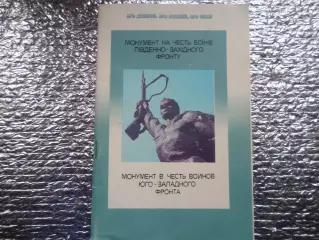 МОНУМЕНТ НА ЧЕСТЬ ВОЇНІВ
ПІВДЕННО-ЗАХІДНОГО
ФРОНТУ
МОНУМЕНТ В ЧЕСТЬ ВОИНОВ
ЮГО-ЗАПАДНОГО
ФРОНТА